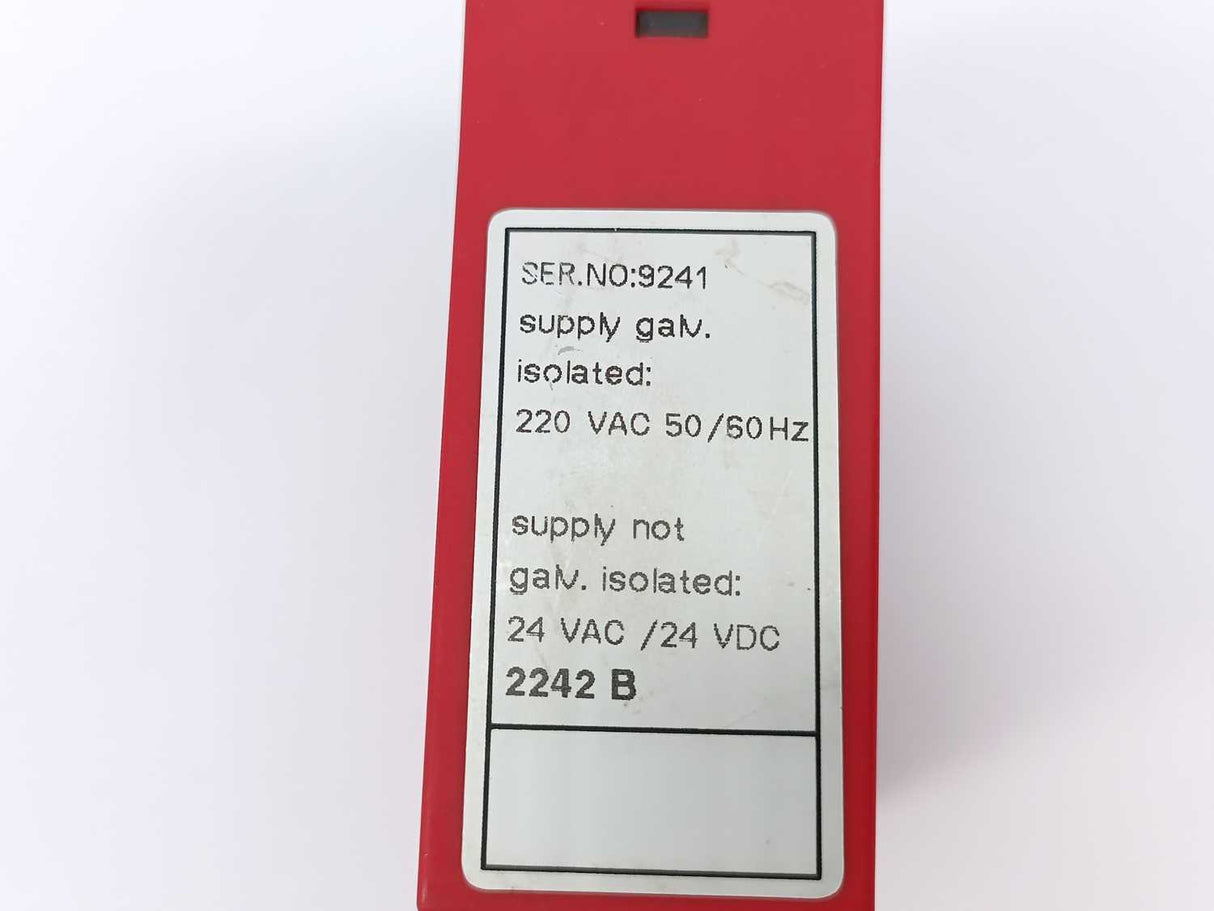 SER.NO:9241
supply galv.
isolated:
220 VAC 50/60Hz
supply not
galv. isolated:
24 VAC /24 VDC
2242 B